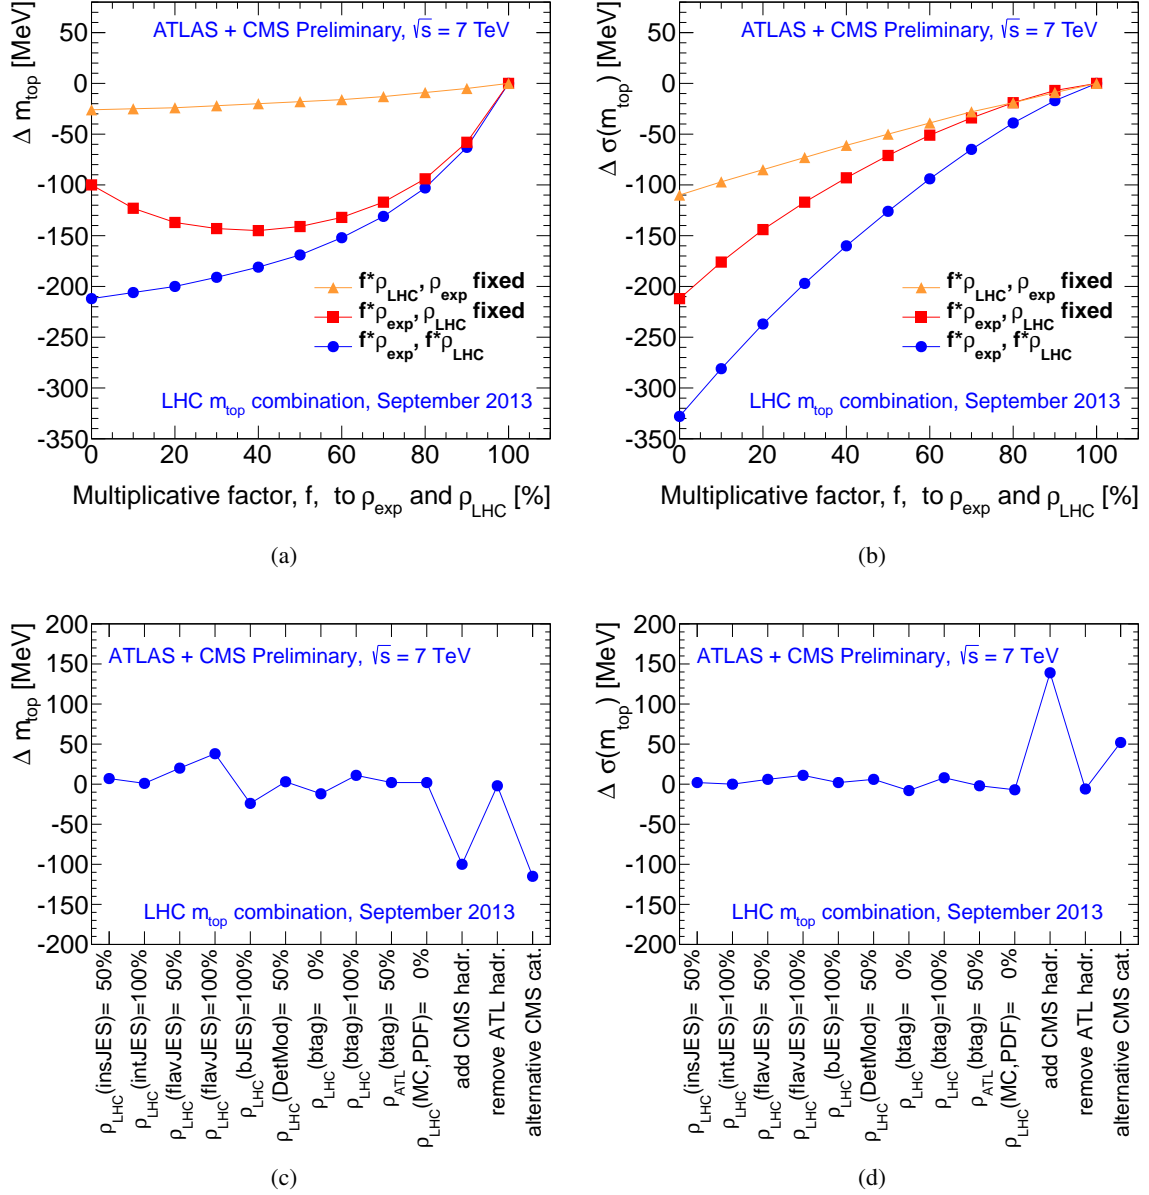 ATLAS + CMS Preliminary, √s = 7 TeV
Δ m_top [MeV]
50
0
-50
-100
-150
-200
-250
-300
-350
f*ρ_LHC, ρ_exp fixed
f*ρ_exp, ρ_LHC fixed
f*ρ_exp, f*ρ_LHC
LHC m_top combination, September 2013
0 20 40 60 80 100
Multiplicative factor, f, to ρ_exp and ρ_LHC [%]
(a)
ATLAS + CMS Preliminary, √s = 7 TeV
Δ σ(m_top) [MeV]
50
0
-50
-100
-150
-200
-250
-300
-350
f*ρ_LHC, ρ_exp fixed
f*ρ_exp, ρ_LHC fixed
f*ρ_exp, f*ρ_LHC
LHC m_top combination, September 2013
0 20 40 60 80 100
Multiplicative factor, f, to ρ_exp and ρ_LHC [%]
(b)
Δ m_top [MeV]
200
150
100
50
0
-50
-100
-150
-200
ATLAS + CMS Preliminary, √s = 7 TeV
LHC m_top combination, September 2013
ρ_LHC(insJES)= 50%
ρ_LHC(intJES)=100%
ρ_LHC(flavJES)= 50%
ρ_LHC(flavJES)=100%
ρ_LHC(bJES)=100%
ρ_LHC(DetMod)= 50%
ρ_LHC(btag)= 0%
ρ_LHC(btag)=100%
ρ_ATL(btag)= 50%
ρ_LHC(MC,PDF)= 0%
add CMS hadr.
remove ATL hadr.
alternative CMS cat.
(c)
Δ σ(m_top) [MeV]
200
150
100
50
0
-50
-100
-150
-200
ATLAS + CMS Preliminary, √s = 7 TeV
LHC m_top combination, September 2013
ρ_LHC(insJES)= 50%
ρ_LHC(intJES)=100%
ρ_LHC(flavJES)= 50%
ρ_LHC(flavJES)=100%
ρ_LHC(bJES)=100%
ρ_LHC(DetMod)= 50%
ρ_LHC(btag)= 0%
ρ_LHC(btag)=100%
ρ_ATL(btag)= 50%
ρ_LHC(MC,PDF)= 0%
add CMS hadr.
remove ATL hadr.
alternative CMS cat.
(d)